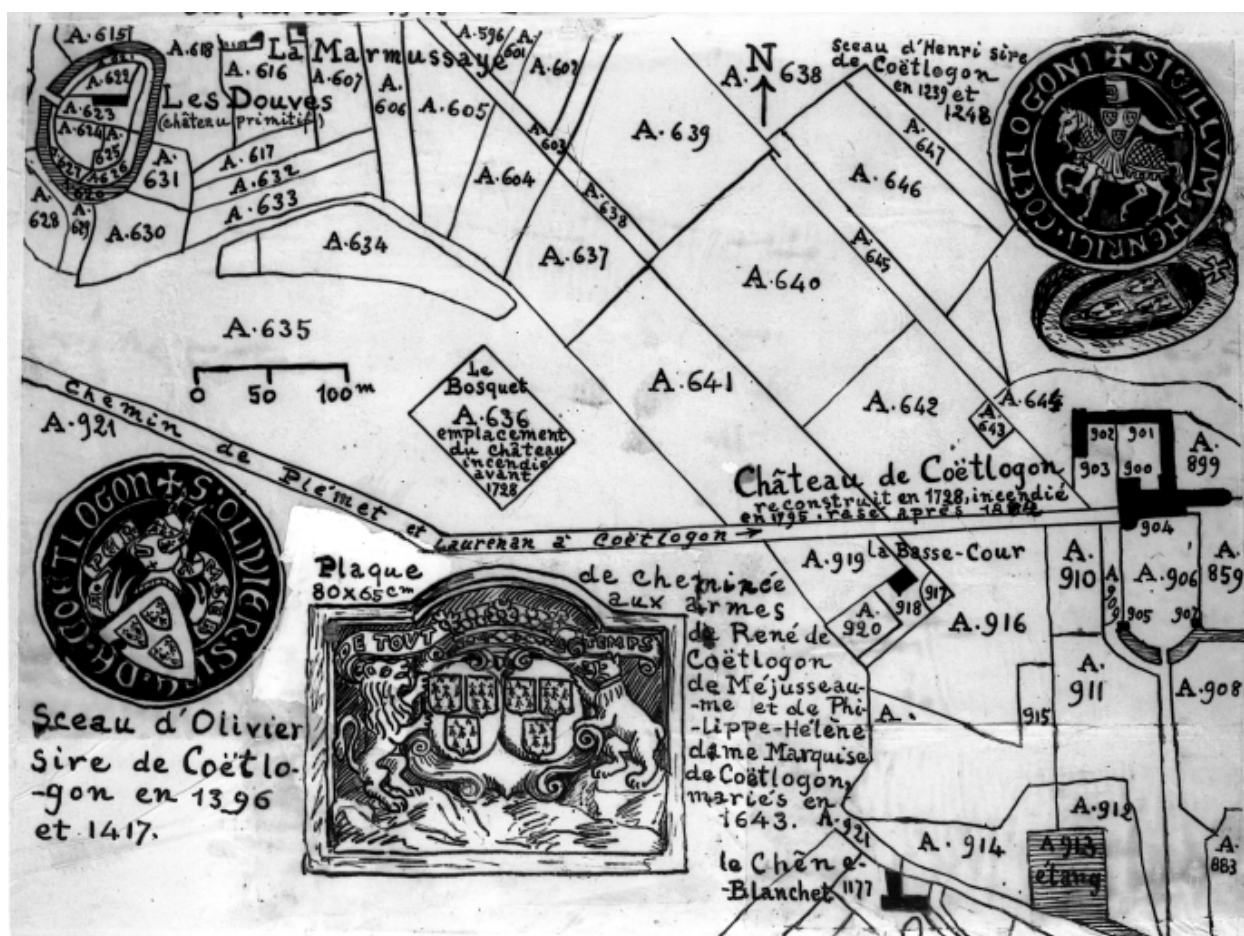 A.615
A.618
La Marmussaye
A.616
A.607
A.606
A.605
A.596
A.601
A.602
A.603
A.604
A.622
A.623
A.624
A.625
A.626
A.620
Les Douves
(château primitif)
A.617
A.631
A.632
A.633
A.628
A.629
A.630
A.634
A.635
A.637
A.638
A.639
N
A.638
A.640
A.641
A.642
A.643
A.644
A.645
A.646
A.647
Sceau d'Henri sire
de Coëtlogon
en 1239 et
1248
✠ SIGILLVM HENRICI COETLOGONI
0 50 100 m
Le
Bosquet
A.636
emplacement
du château
incendié
avant
1728
A.921
Chemin de Plémet et Laurenan à Coëtlogon →
Château de Coëtlogon
reconstruit en 1728, incendié
en 1795. rasé après
902
901
903
900
A.
899
904
A.
859
A.906
905
907
A.909
A.
910
A.
911
A.908
A.919
la Basse-Cour
918
917
A.
920
A.916
915
A.
A.912
A.914
A 913
étang
A.
883
A.921
le Chêne-
-Blanchet
1177
✠ S:OLIVIER:SIRE:DE:COETLOGON
Sceau d'Olivier
sire de Coëtlo-
-gon en 1396
et 1417.
Plaque de cheminée
80x65cm aux armes
de René de
Coëtlogon
de Méjusseau-
-me et de Phi-
-lippe-Hélène
dame Marquise
de Coëtlogon,
mariés en
1643.
DE TOUT TEMPS